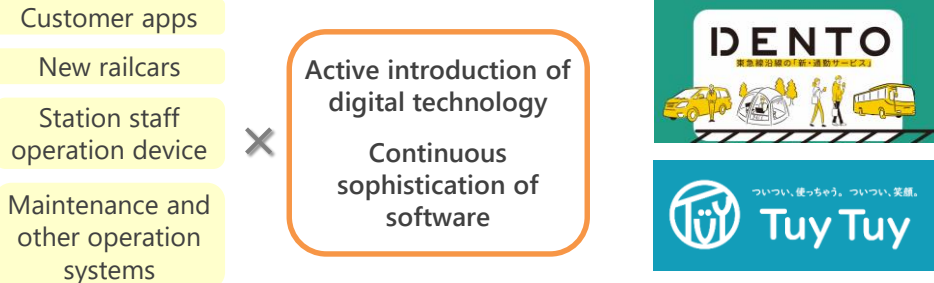 Customer apps
New railcars
Station staff
operation device
Maintenance and
other operation
systems
×
Active introduction of
digital technology
Continuous
sophistication of
software
DENTO
東急線沿線の「新・通勤サービス」
TUY
ついつい、使っちゃう。ついつい、笑顔。
Tuy Tuy